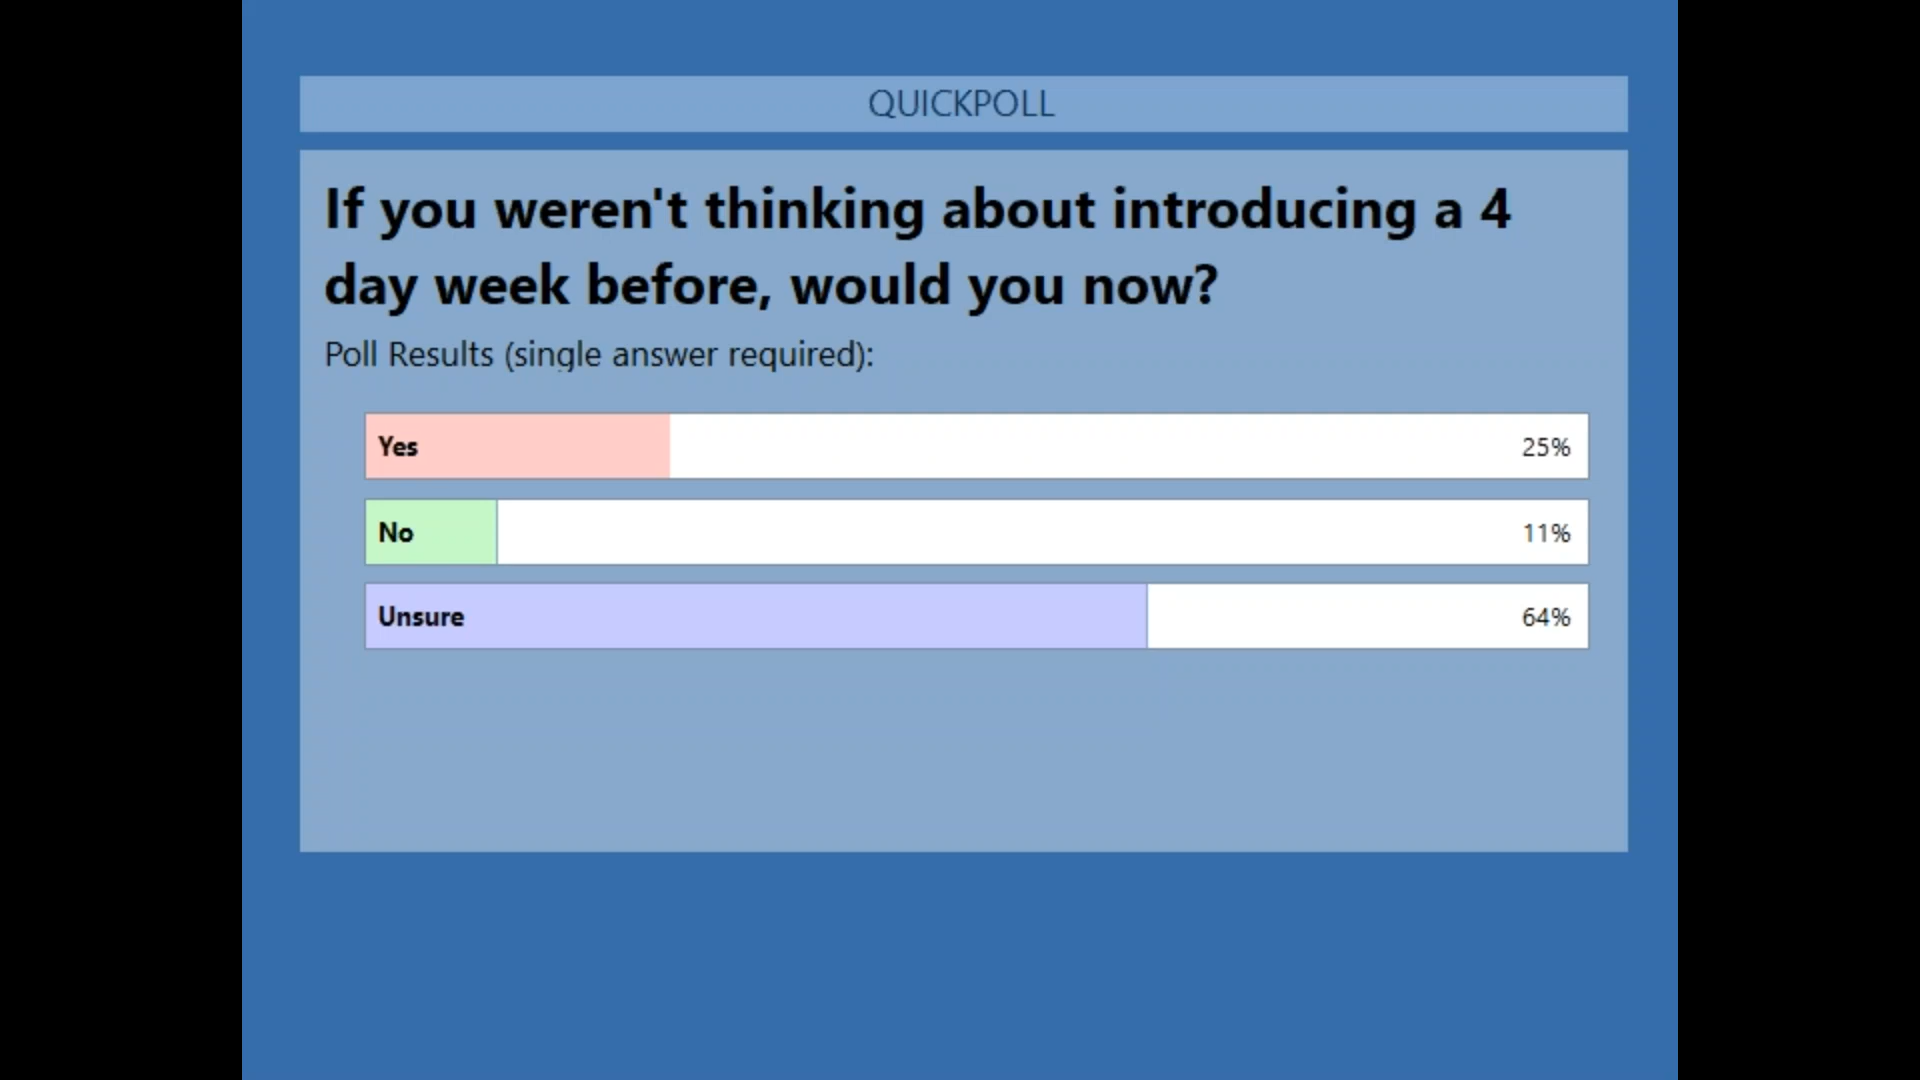 QUICKPOLL
If you weren't thinking about introducing a 4
day week before, would you now?
Poll Results (single answer required):
Yes 25%
No 11%
Unsure 64%